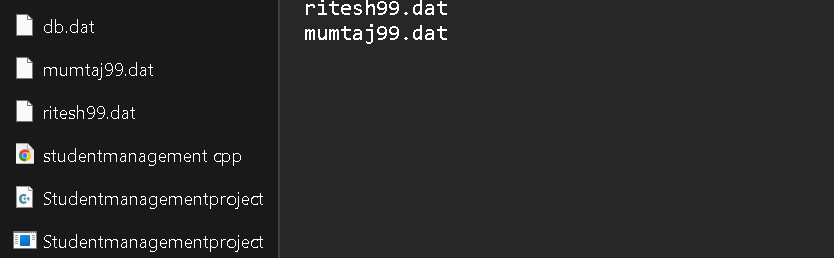 db.dat
mumtaj99.dat
ritesh99.dat
studentmanagement cpp
Studentmanagementproject
Studentmanagementproject
ritesh99.dat
mumtaj99.dat